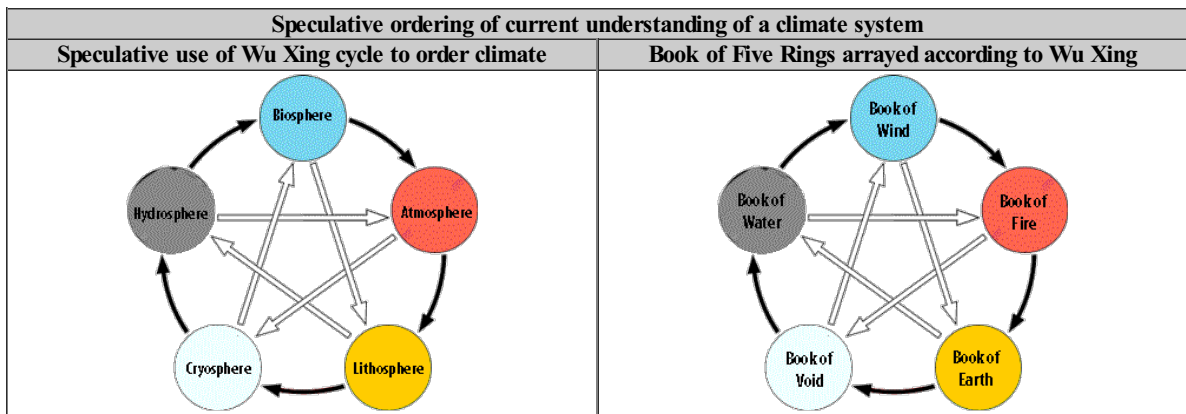 Speculative ordering of current understanding of a climate system
Speculative use of Wu Xing cycle to order climate
Book of Five Rings arrayed according to Wu Xing
Biosphere
Hydrosphere
Atmosphere
Cryosphere
Lithosphere
Book of
Wind
Book of
Water
Book of
Fire
Book of
Void
Book of
Earth